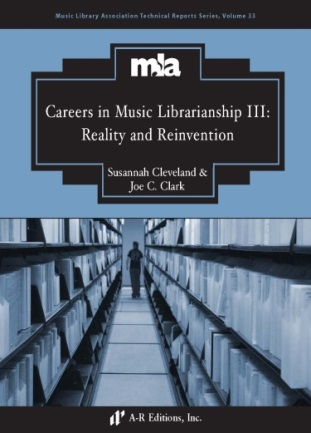 Music Library Association Technical Reports Series, Volume 33
mla
Careers in Music Librarianship III:
Reality and Reinvention
Susannah Cleveland &
Joe C. Clark
A-R Editions, Inc.